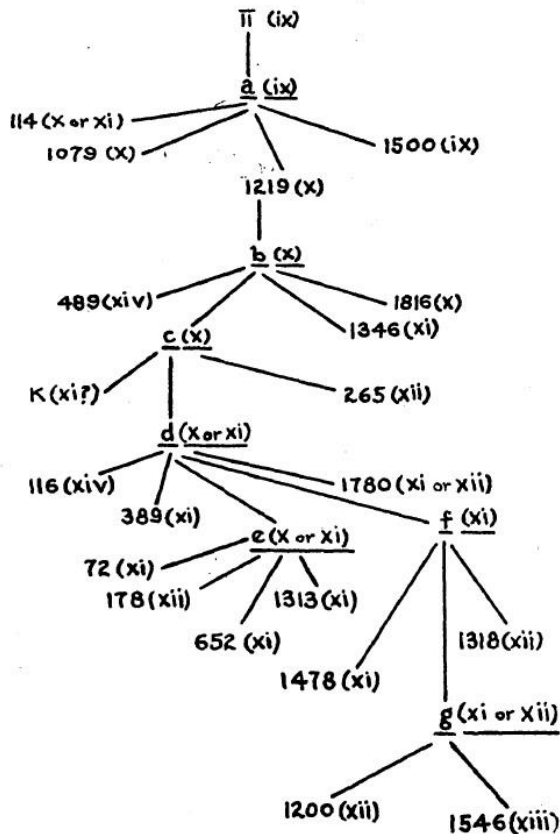 Π (ix)
a (ix)
114 (x or xi)
1079 (x)
1500 (ix)
1219 (x)
b (x)
489 (xiv)
1816 (x)
1346 (xi)
c (x)
K (xi?)
265 (xii)
d (x or xi)
116 (xiv)
1780 (xi or xii)
389 (xi)
f (xi)
e (x or xi)
72 (xi)
178 (xii)
1313 (xi)
652 (xi)
1318 (xii)
1478 (xi)
g (xi or xii)
1200 (xii)
1546 (xiii)